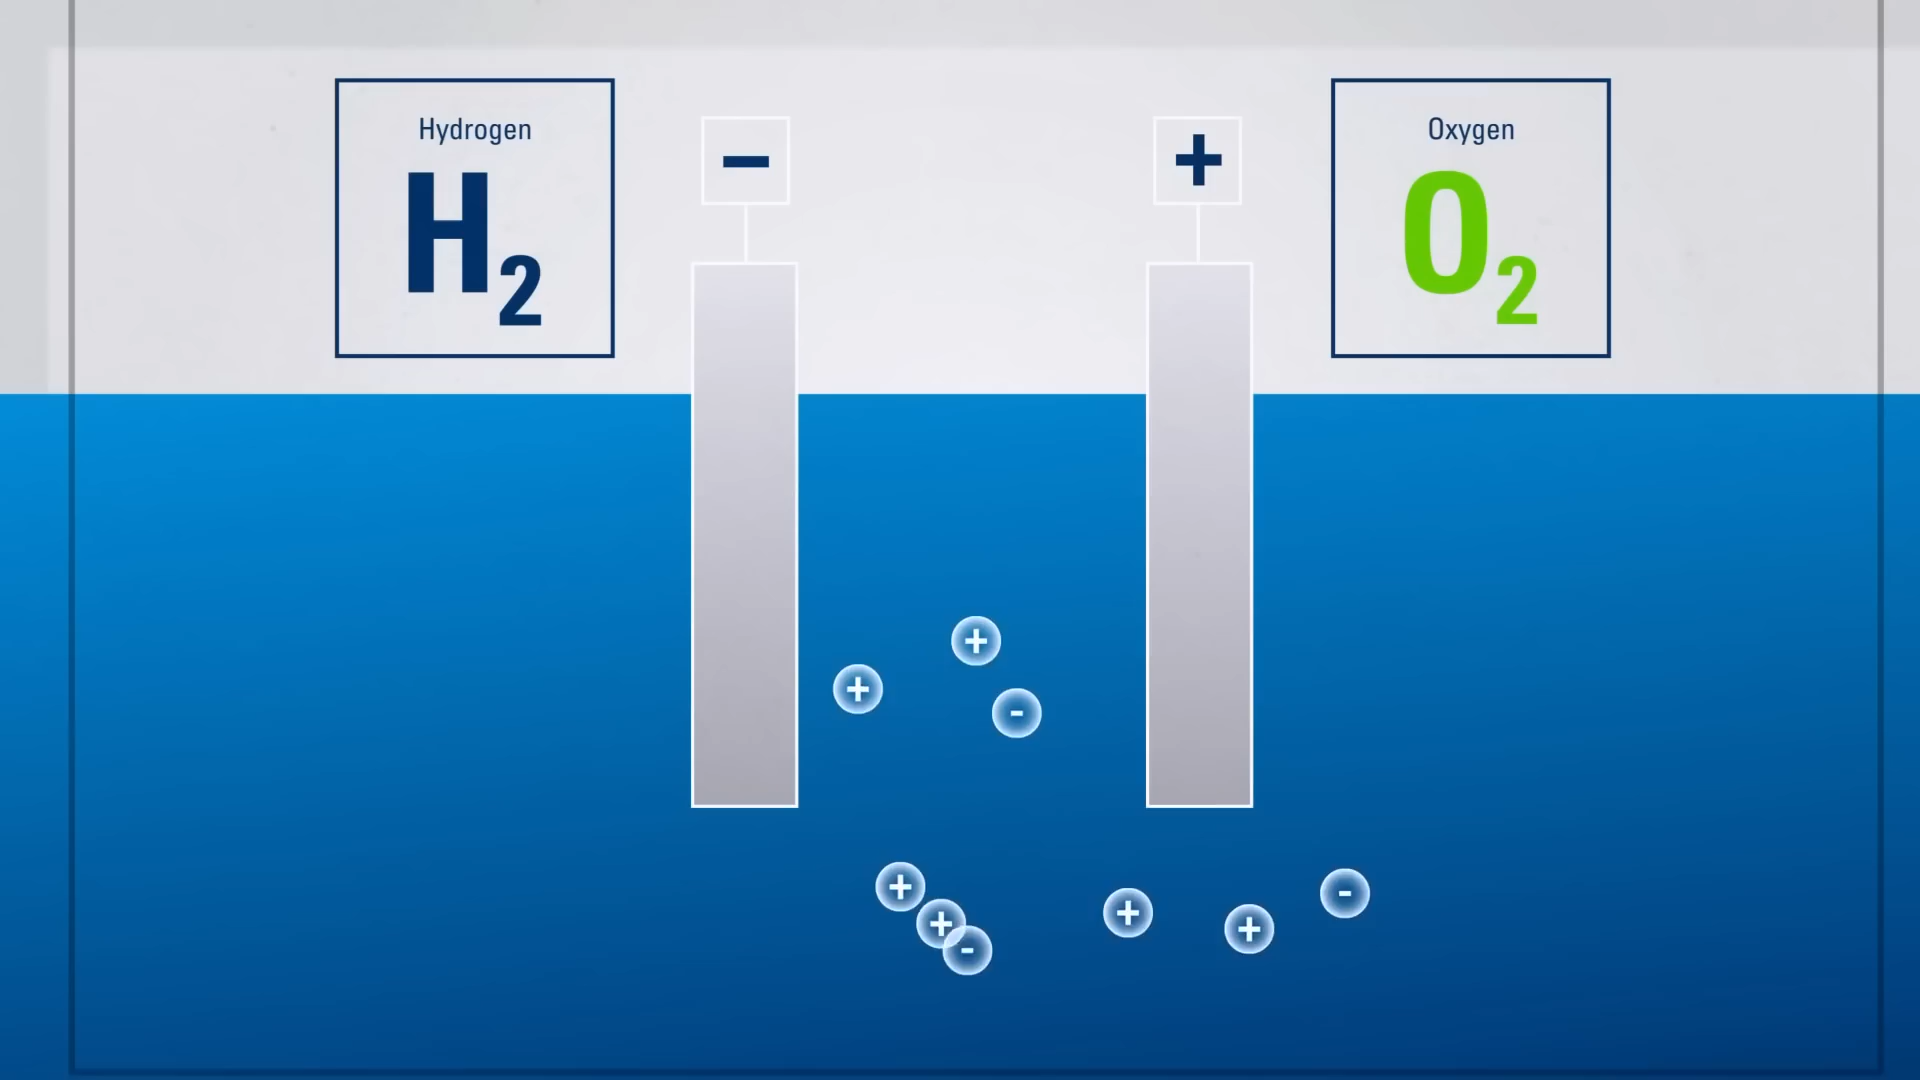 Hydrogen
H2
−
+
Oxygen
O2
+
+
-
+
+
-
+
+
-